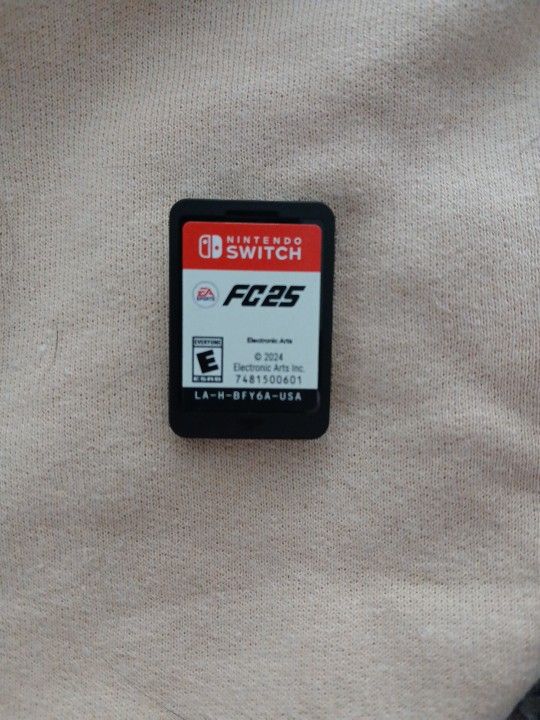 NINTENDO
SWITCH
EA
SPORTS
FC25
Electronic Arts
EVERYONE
E
ESRB
© 2024
Electronic Arts Inc.
7481500601
LA-H-BFY6A-USA